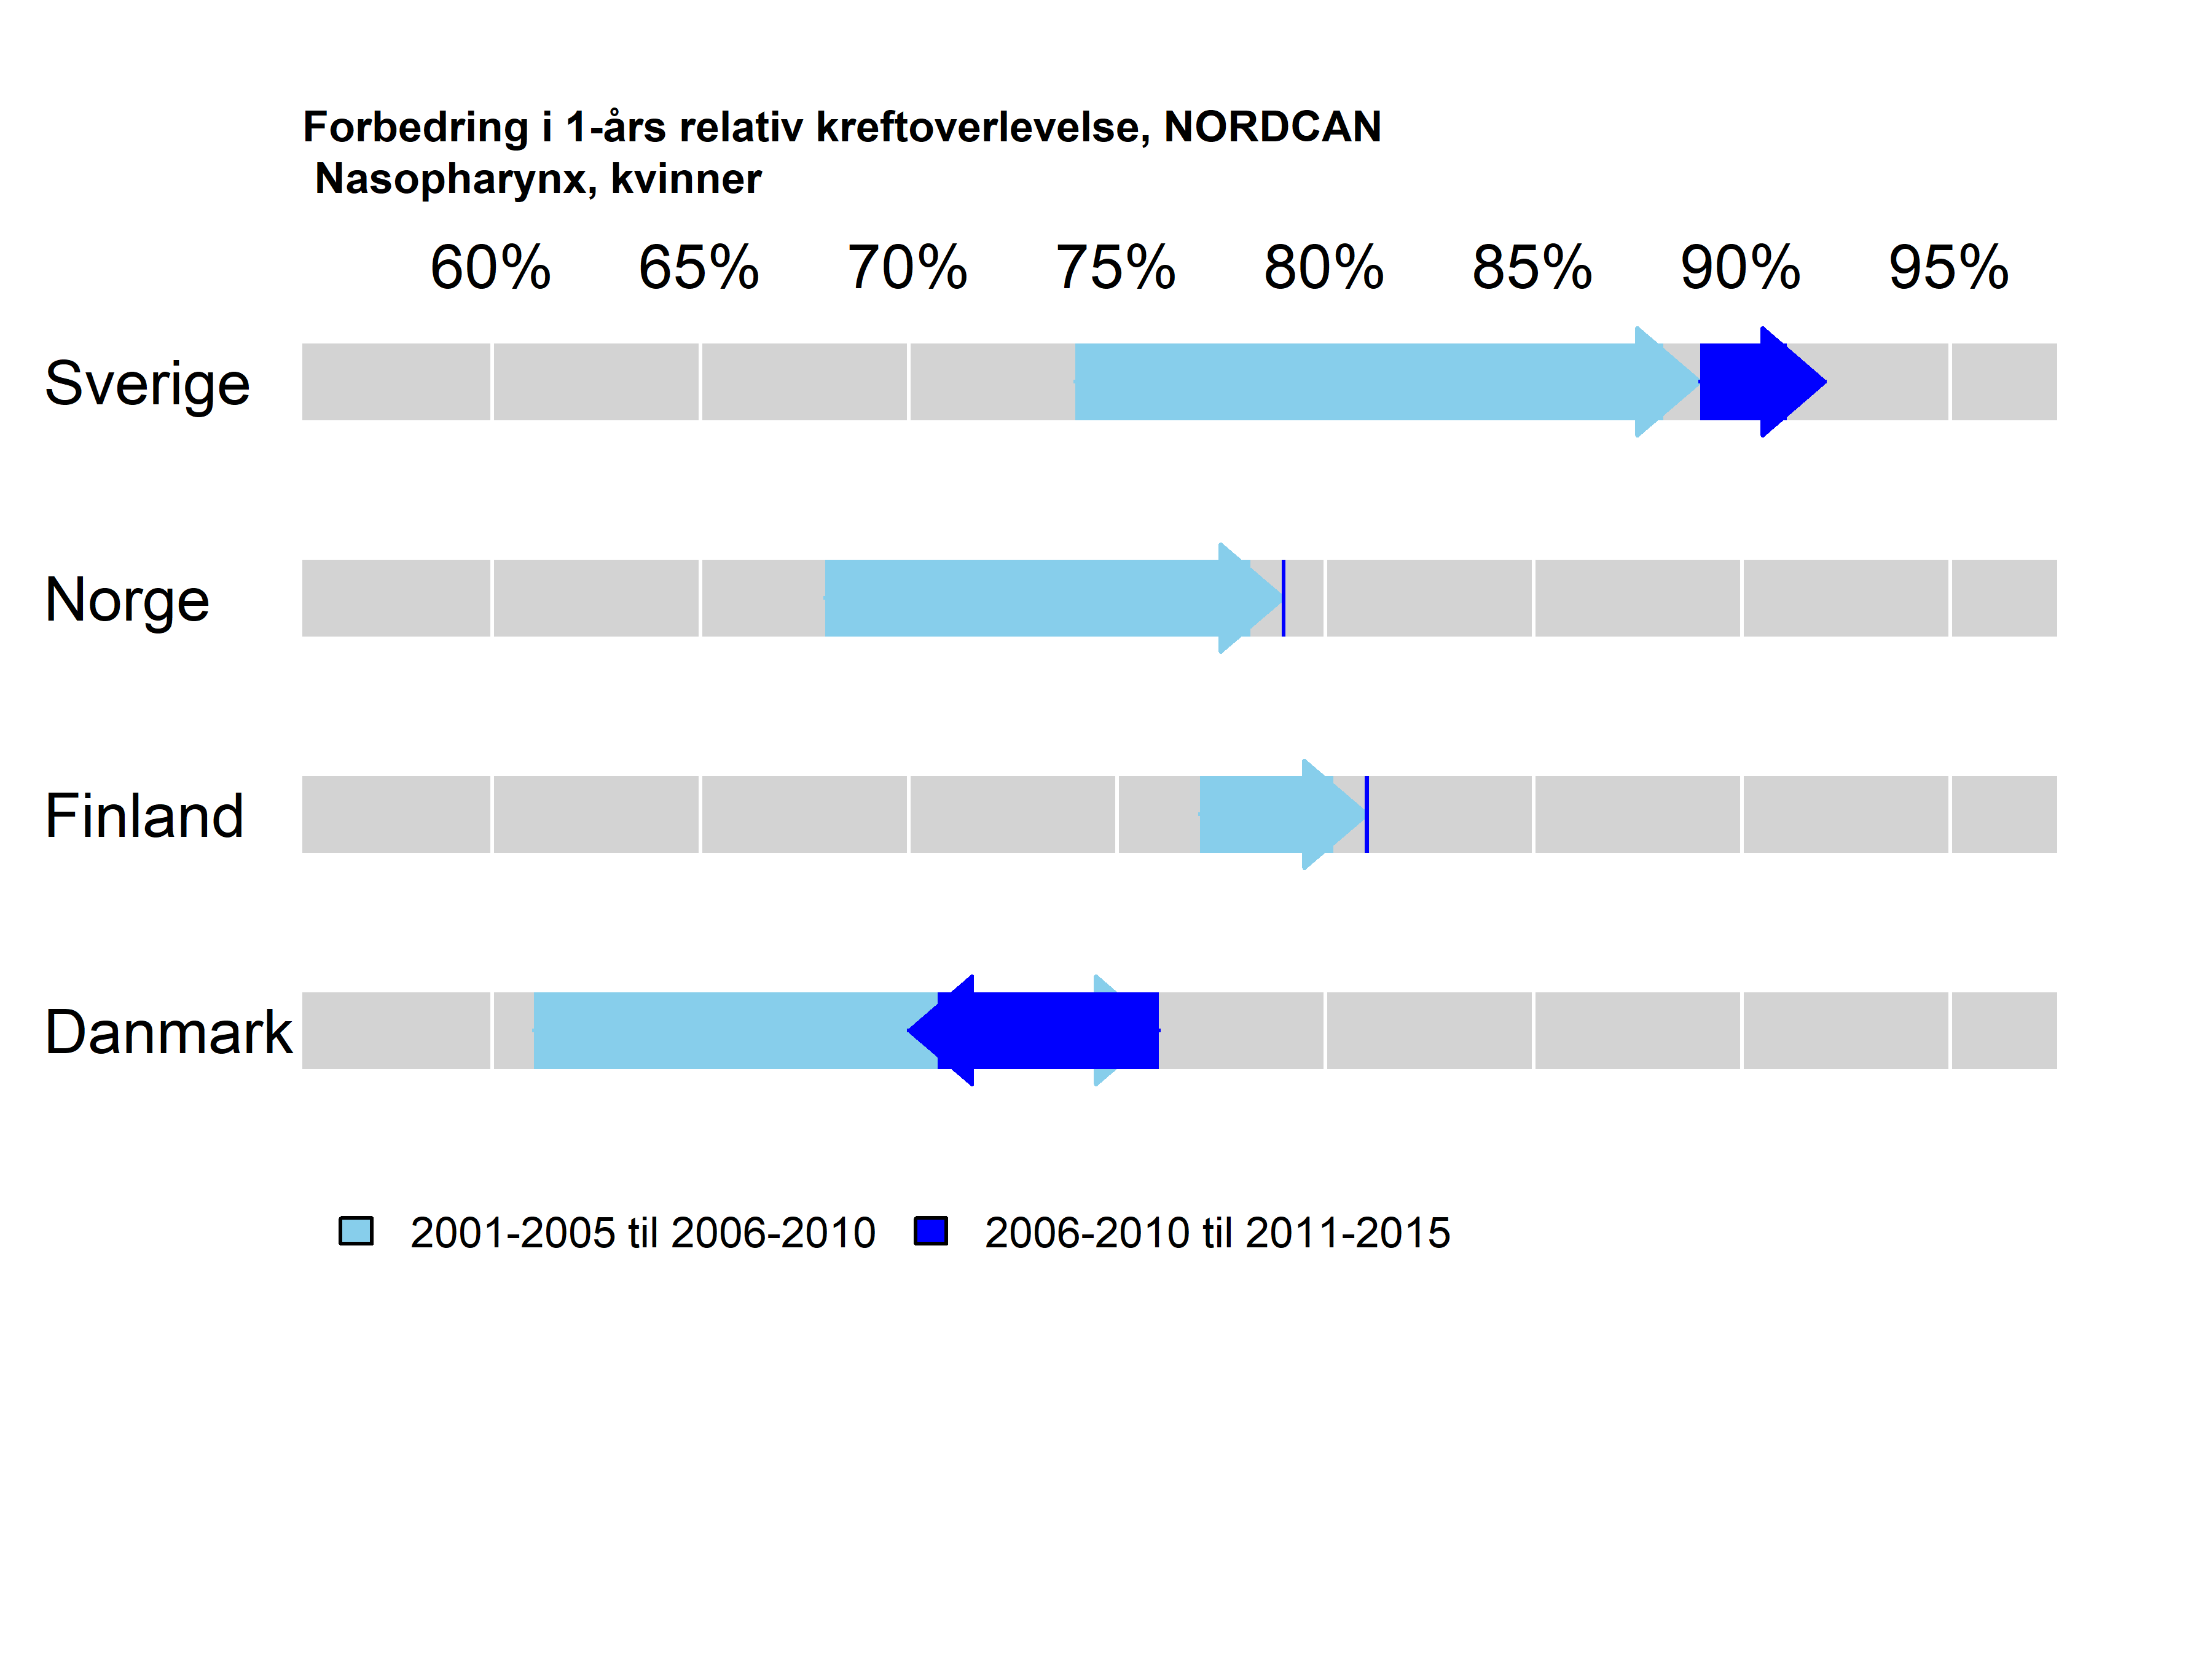 Forbedring i 1-års relativ kreftoverlevelse, NORDCAN
Nasopharynx, kvinner
60% 65% 70% 75% 80% 85% 90% 95%
Sverige
Norge
Finland
Danmark
2001-2005 til 2006-2010 2006-2010 til 2011-2015